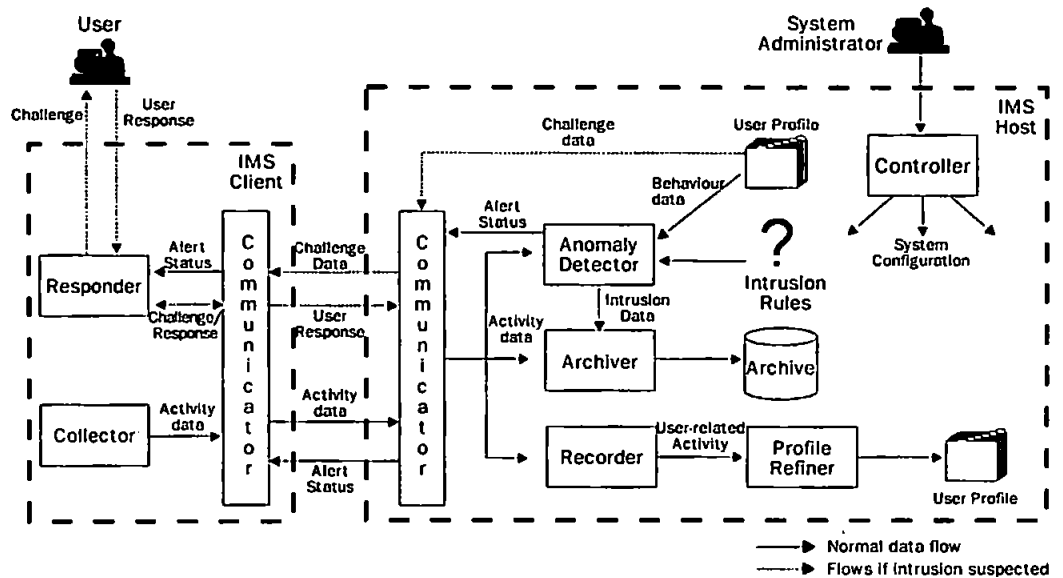 User
System
Administrator
Challenge
User
Response
IMS
Client
IMS
Host
Challenge
data
User Profile
Controller
Behaviour
data
Alert
Status
System
Configuration
Communicator
Communicator
Alert
Status
Challenge
Data
Anomaly
Detector
?
Intrusion
Rules
Responder
Challenge/
Response
User
Response
Intrusion
Data
Activity
data
Archiver
Archive
Collector
Activity
data
Activity
data
Alert
Status
Recorder
User-related
Activity
Profile
Refiner
User Profile
Normal data flow
Flows if intrusion suspected